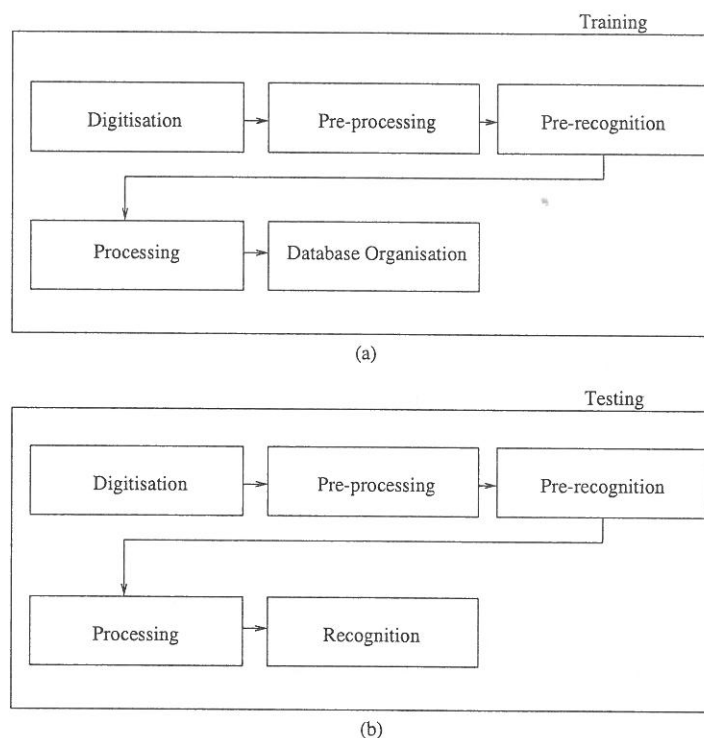 Training
Digitisation
Pre-processing
Pre-recognition
Processing
Database Organisation
(a)
Testing
Digitisation
Pre-processing
Pre-recognition
Processing
Recognition
(b)